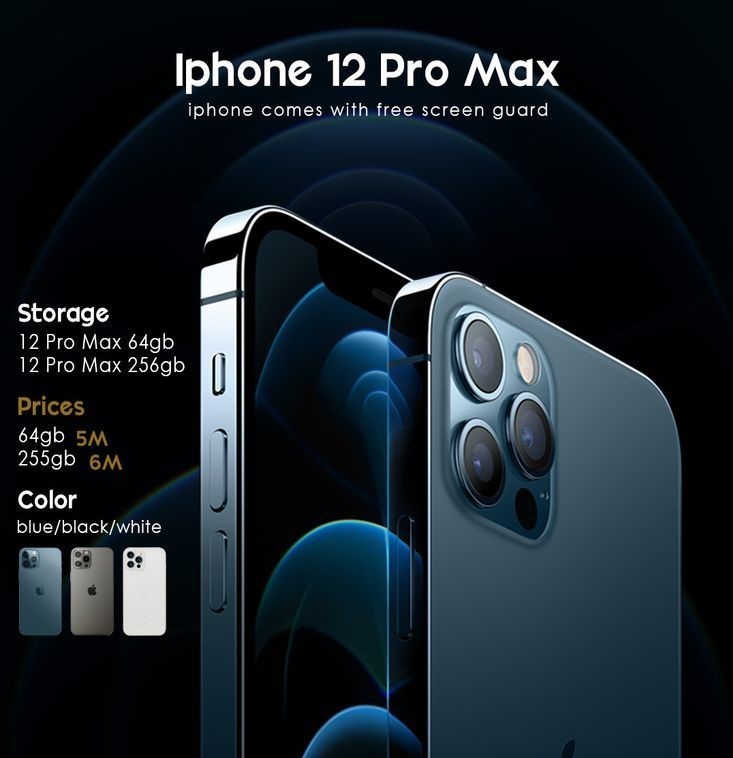 Iphone 12 Pro Max
iphone comes with free screen guard
Storage
12 Pro Max 64gb
12 Pro Max 256gb
Prices
64gb 5M
255gb 6M
Color
blue/black/white